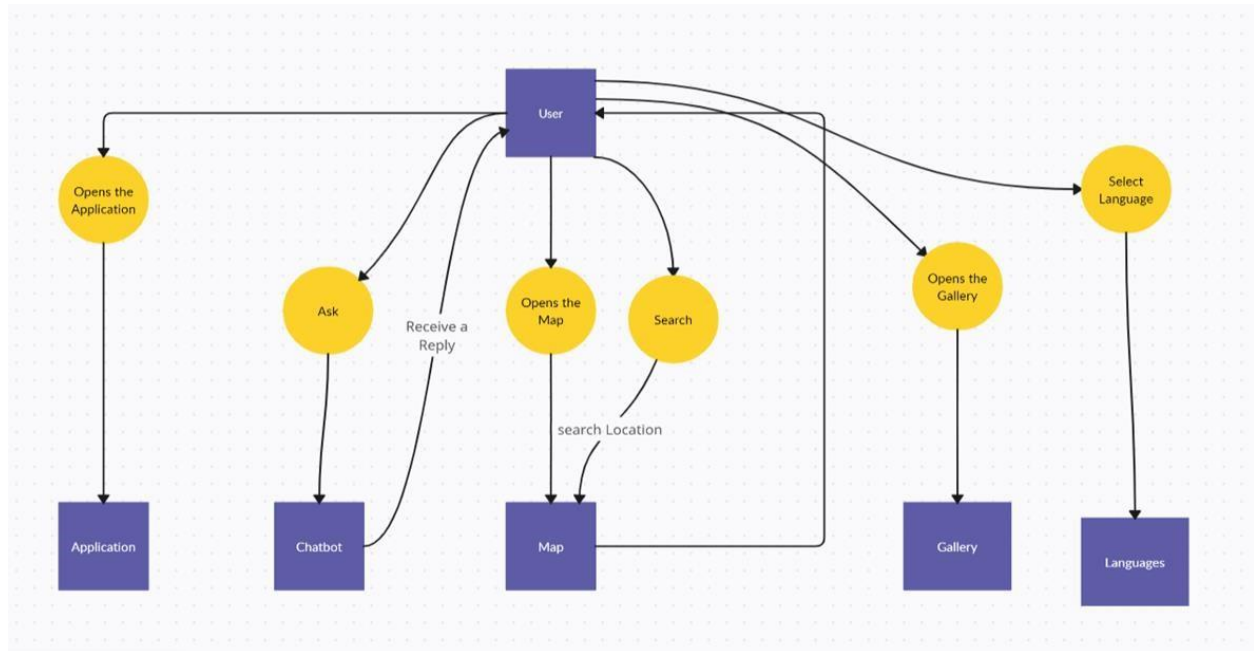 User
Opens the
Application
Select
Language
Opens the
Gallery
Ask
Opens the
Map
Search
Receive a
Reply
search Location
Application
Chatbot
Map
Gallery
Languages